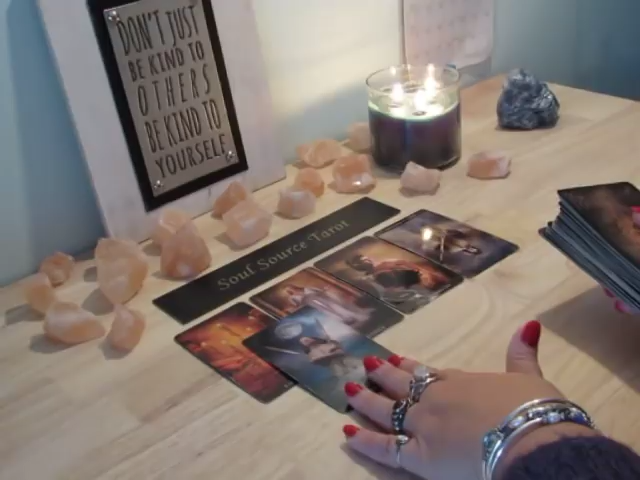 DON'T JUST
BE KIND TO
OTHERS
BE KIND TO
YOURSELF
Soul Source Tarot